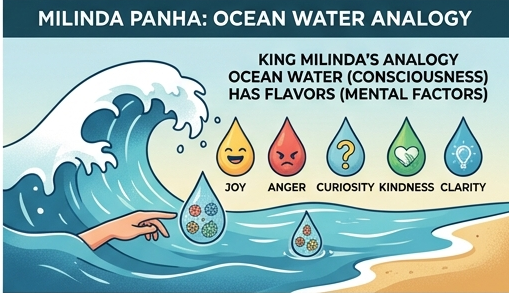 MILINDA PANHA: OCEAN WATER ANALOGY
KING MILINDA'S ANALOGY
OCEAN WATER (CONSCIOUSNESS)
HAS FLAVORS (MENTAL FACTORS)
?
JOY ANGER CURIOSITY KINDNESS CLARITY